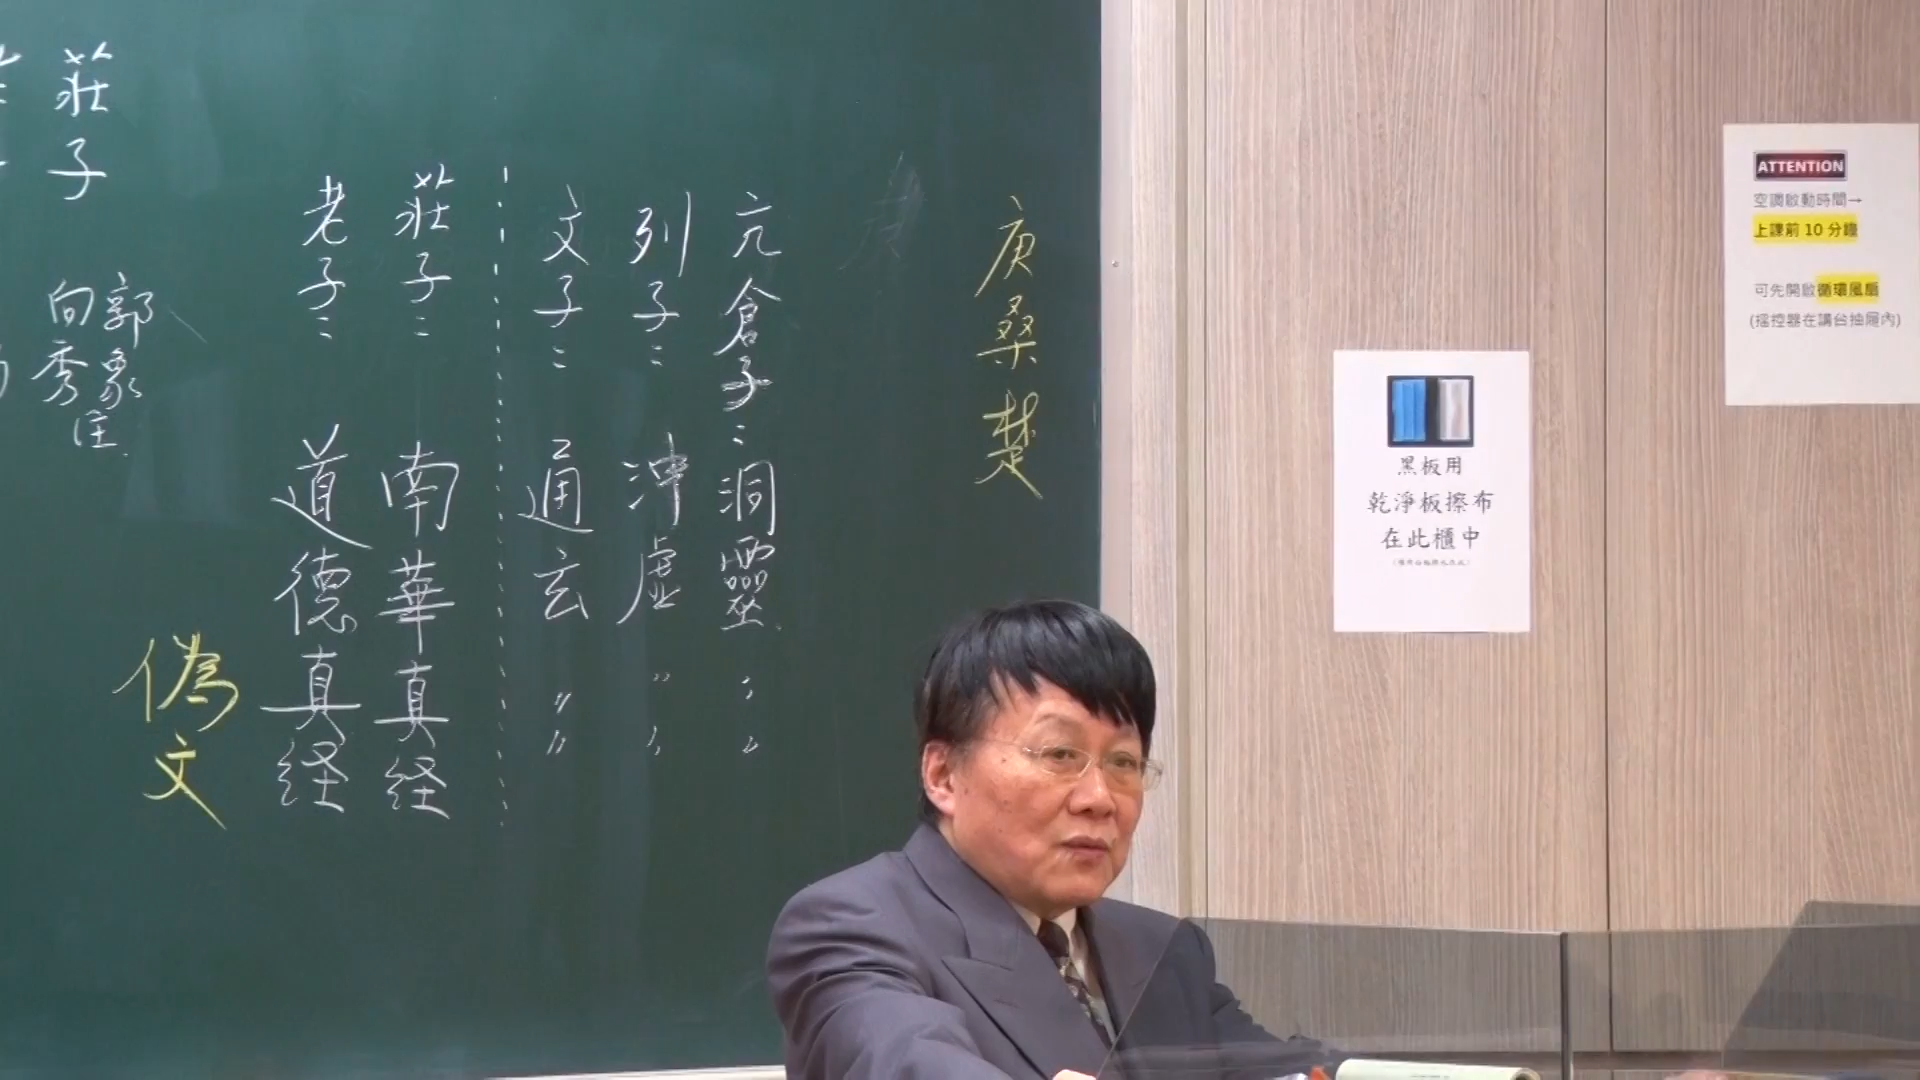 庚桑楚
亢倉子:洞靈〃〃
列子:沖虛〃〃
文子:通玄〃〃
莊子:南華真経
老子:道德真経
偽文
莊子
郭象注
向秀
ATTENTION
空調啟動時間→
上課前 10 分鐘
可先開啟循環風扇
(搖控器在講台抽屜內)
黑板用
乾淨板擦布
在此櫃中